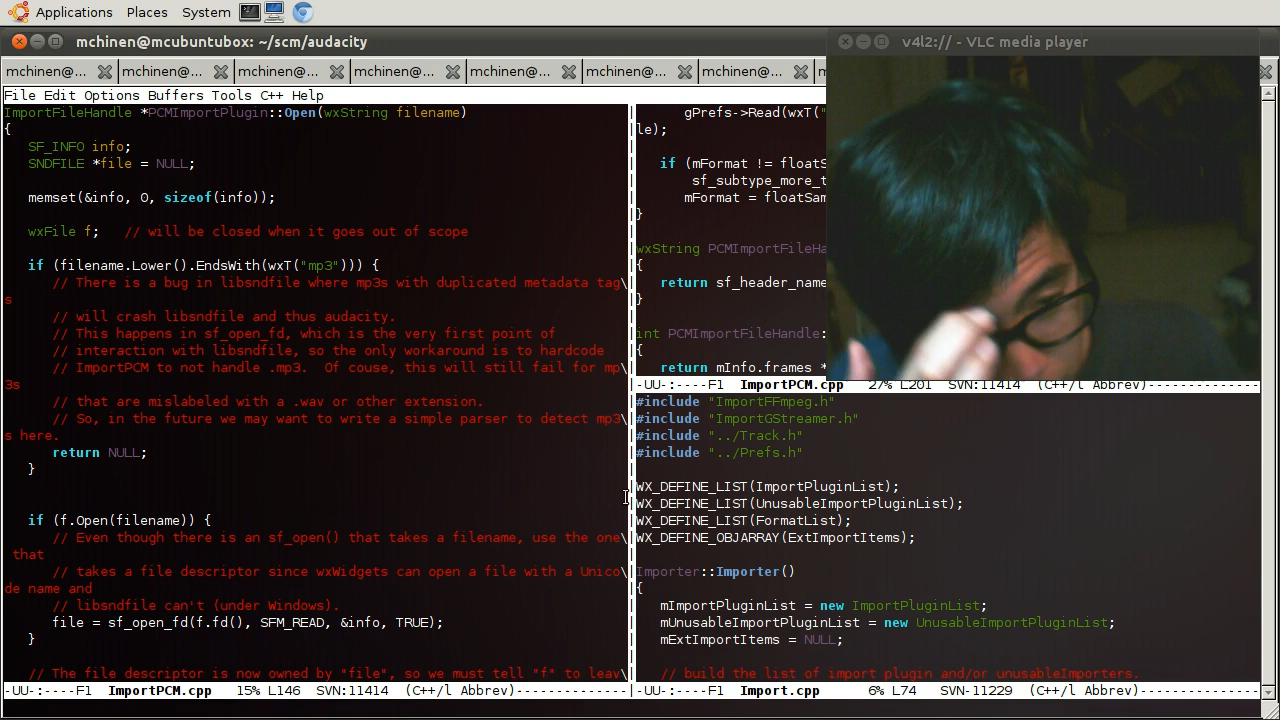 Applications Places System
mchinen@mcubuntubox: ~/scm/audacity
v4l2:// - VLC media player
mchinen@... mchinen@... mchinen@... mchinen@... mchinen@... mchinen@... mchinen@...
File Edit Options Buffers Tools C++ Help
ImportFileHandle *PCMImportPlugin::Open(wxString filename)
{
SF_INFO info;
SNDFILE *file = NULL;
memset(&info, 0, sizeof(info));
wxFile f; // will be closed when it goes out of scope
if (filename.Lower().EndsWith(wxT("mp3"))) {
// There is a bug in libsndfile where mp3s with duplicated metadata tag\
s
// will crash libsndfile and thus audacity.
// This happens in sf_open_fd, which is the very first point of
// interaction with libsndfile, so the only workaround is to hardcode
// ImportPCM to not handle .mp3. Of couse, this will still fail for mp\
3s
// that are mislabeled with a .wav or other extension.
// So, in the future we may want to write a simple parser to detect mp3\
s here.
return NULL;
}
if (f.Open(filename)) {
// Even though there is an sf_open() that takes a filename, use the one\
that
// takes a file descriptor since wxWidgets can open a file with a Unico\
de name and
// libsndfile can't (under Windows).
file = sf_open_fd(f.fd(), SFM_READ, &info, TRUE);
}
// The file descriptor is now owned by "file", so we must tell "f" to leav\
-UU-:----F1 ImportPCM.cpp 15% L146 SVN:11414 (C++/l Abbrev)--------------
gPrefs->Read(wxT("
le);
if (mFormat != floatS
sf_subtype_more_t
mFormat = floatSam
}
wxString PCMImportFileHa
{
return sf_header_name
}
int PCMImportFileHandle:
{
return mInfo.frames *
-UU-:----F1 ImportPCM.cpp 27% L201 SVN:11414 (C++/l Abbrev)--------------
#include "ImportFFmpeg.h"
#include "ImportGStreamer.h"
#include "../Track.h"
#include "../Prefs.h"
WX_DEFINE_LIST(ImportPluginList);
WX_DEFINE_LIST(UnusableImportPluginList);
WX_DEFINE_LIST(FormatList);
WX_DEFINE_OBJARRAY(ExtImportItems);
Importer::Importer()
{
mImportPluginList = new ImportPluginList;
mUnusableImportPluginList = new UnusableImportPluginList;
mExtImportItems = NULL;
// build the list of import plugin and/or unusableImporters.
-UU-:----F1 Import.cpp 6% L74 SVN-11229 (C++/l Abbrev)--------------